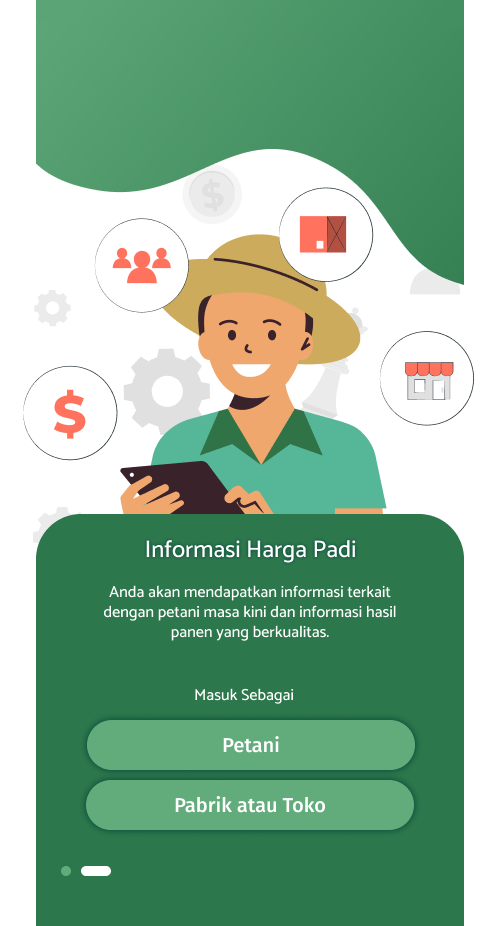 $
$
Informasi Harga Padi
Anda akan mendapatkan informasi terkait
dengan petani masa kini dan informasi hasil
panen yang berkualitas.
Masuk Sebagai
Petani
Pabrik atau Toko